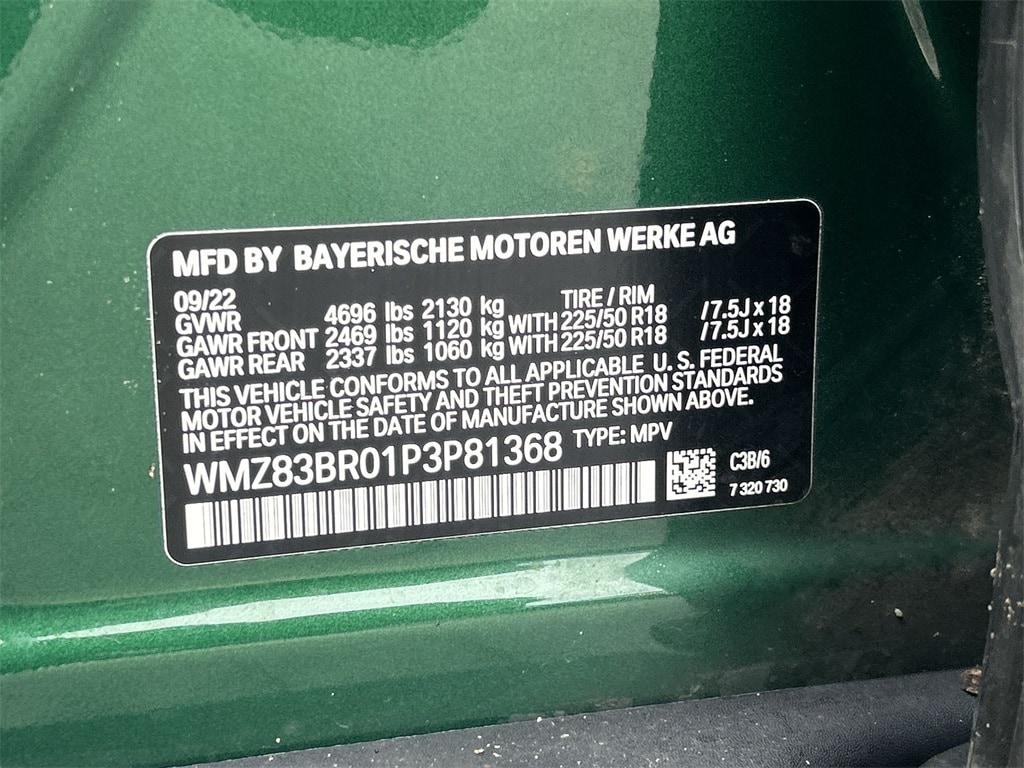 MFD BY BAYERISCHE MOTOREN WERKE AG
09/22 TIRE / RIM
GVWR 4696 lbs 2130 kg
GAWR FRONT 2469 lbs 1120 kg WITH 225/50 R18 /7.5J x 18
GAWR REAR 2337 lbs 1060 kg WITH 225/50 R18 /7.5J x 18
THIS VEHICLE CONFORMS TO ALL APPLICABLE U. S. FEDERAL
MOTOR VEHICLE SAFETY AND THEFT PREVENTION STANDARDS
IN EFFECT ON THE DATE OF MANUFACTURE SHOWN ABOVE.
WMZ83BR01P3P81368 TYPE: MPV
C3B/6
7 320 730